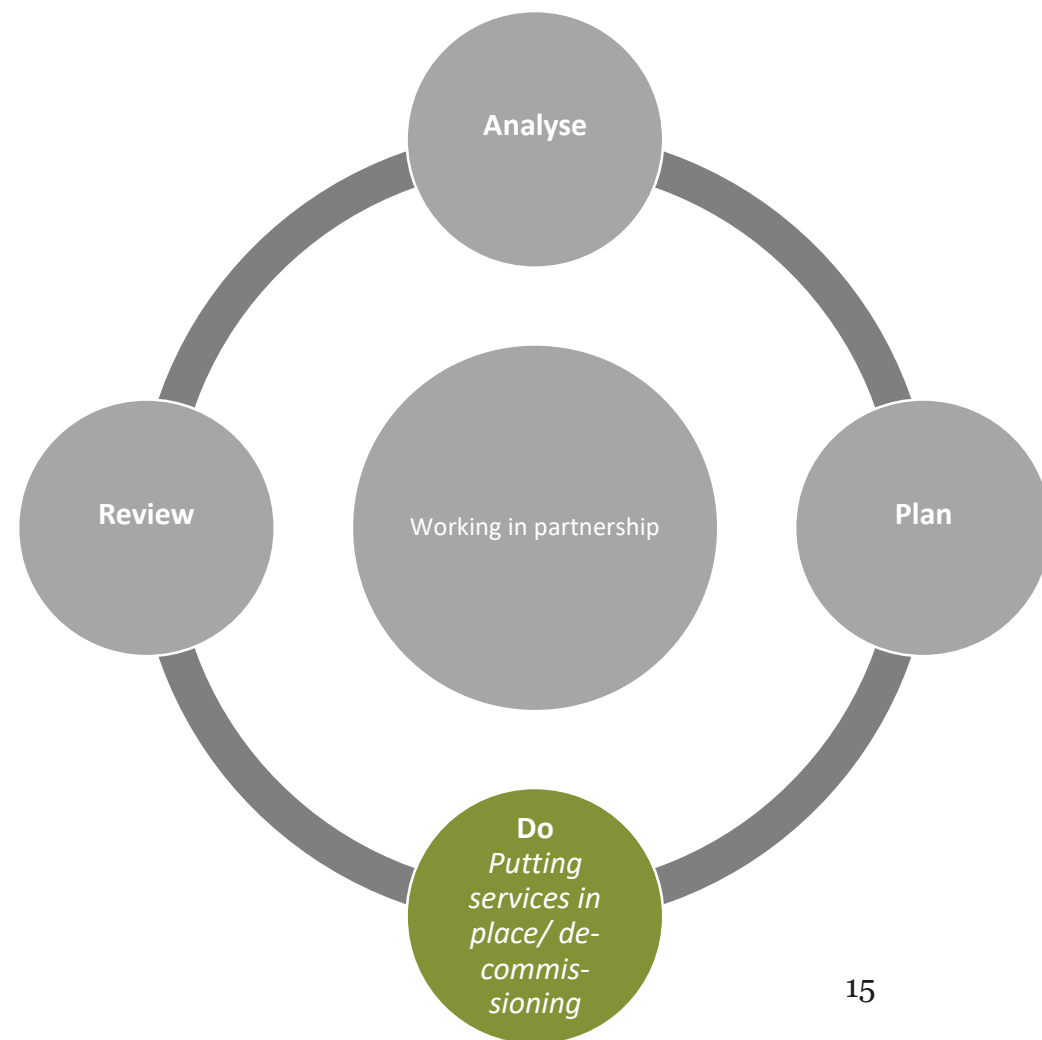 Analyse
Review
Working in partnership
Plan
Do
Putting
services in
place/ de-
commis-
sioning
15